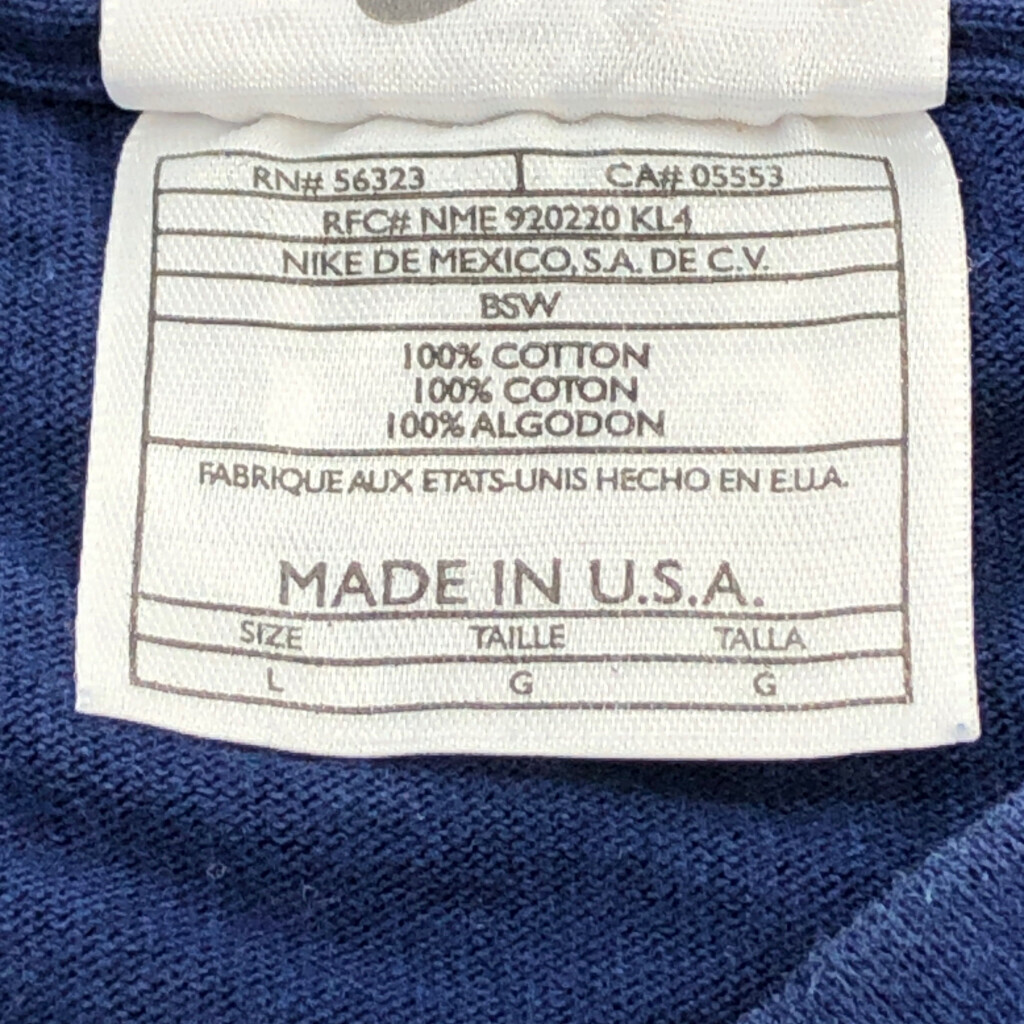 RN# 56323 CA# 05553
RFC# NME 920220 KL4
NIKE DE MEXICO, S.A. DE C.V.
BSW
100% COTTON
100% COTON
100% ALGODON
FABRIQUE AUX ETATS-UNIS HECHO EN E.U.A.
MADE IN U.S.A.
SIZE TAILLE TALLA
L G G